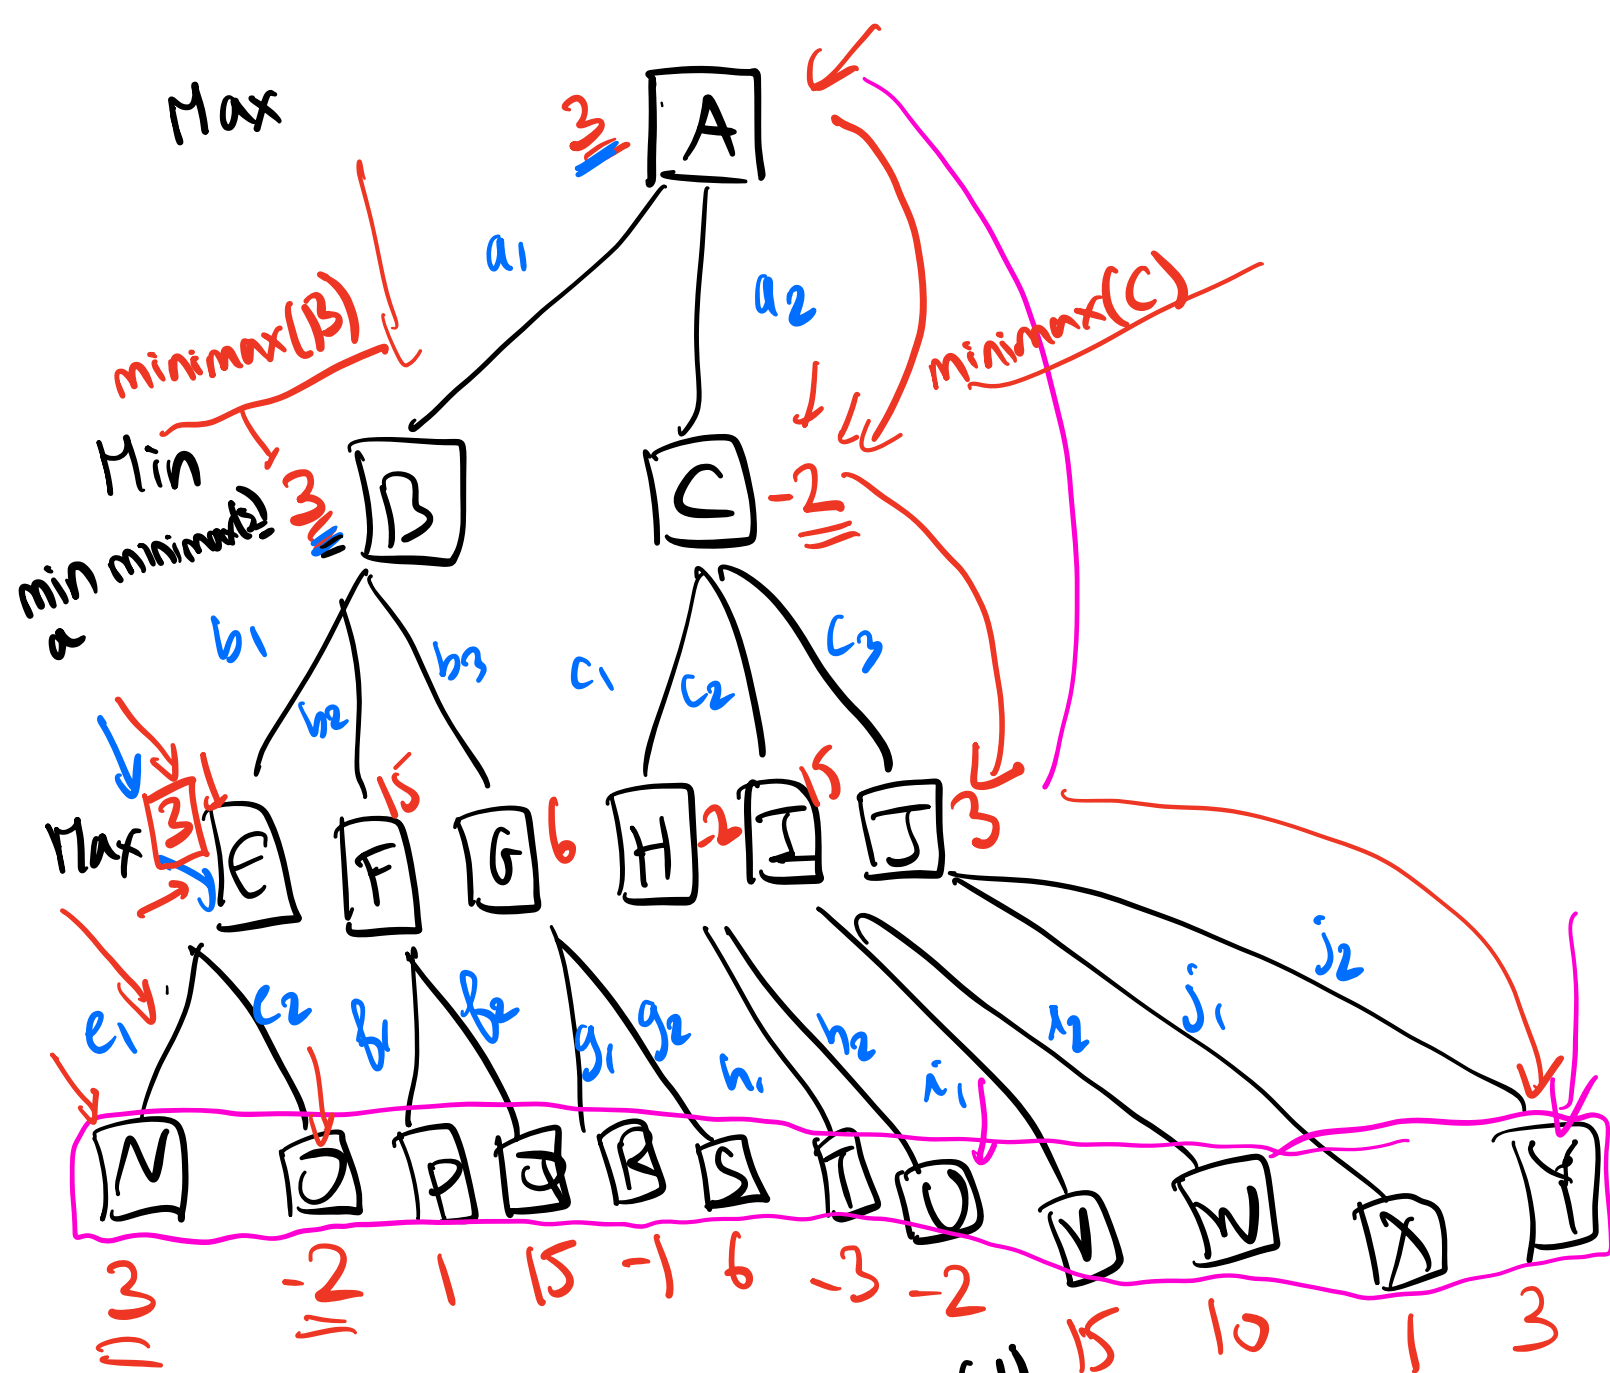 Max
3 A
a1
a2
minimax(B)
minimax(C)
Min
3 B
C -2
min minimax(s)
a
b1
b2
b3
c1
c2
c3
Max
3 E
15
F
G 6
H -2
I 15
J 3
e1
e2
f1
f2
g1
g2
h1
h2
i1
i2
j1
j2
N O P Q R S T U V W X Y
3 -2 1 15 -1 6 -3 -2 15 10 1 3